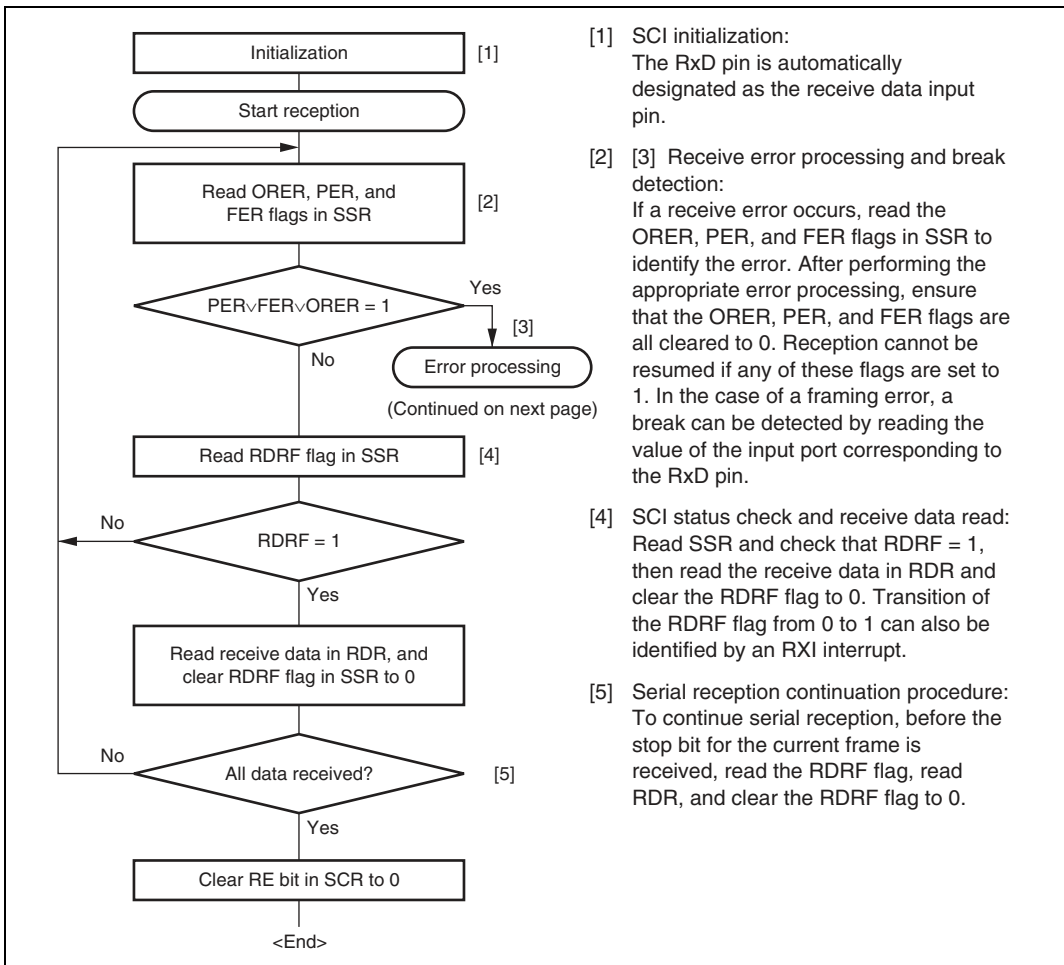 Initialization
[1]
Start reception
Read ORER, PER, and
FER flags in SSR
[2]
PER∨FER∨ORER = 1
Yes
[3]
No
Error processing
(Continued on next page)
Read RDRF flag in SSR
[4]
No
RDRF = 1
Yes
Read receive data in RDR, and
clear RDRF flag in SSR to 0
No
All data received?
[5]
Yes
Clear RE bit in SCR to 0
<End>
[1] SCI initialization:
The RxD pin is automatically
designated as the receive data input
pin.
[2] [3] Receive error processing and break
detection:
If a receive error occurs, read the
ORER, PER, and FER flags in SSR to
identify the error. After performing the
appropriate error processing, ensure
that the ORER, PER, and FER flags are
all cleared to 0. Reception cannot be
resumed if any of these flags are set to
1. In the case of a framing error, a
break can be detected by reading the
value of the input port corresponding to
the RxD pin.
[4] SCI status check and receive data read:
Read SSR and check that RDRF = 1,
then read the receive data in RDR and
clear the RDRF flag to 0. Transition of
the RDRF flag from 0 to 1 can also be
identified by an RXI interrupt.
[5] Serial reception continuation procedure:
To continue serial reception, before the
stop bit for the current frame is
received, read the RDRF flag, read
RDR, and clear the RDRF flag to 0.